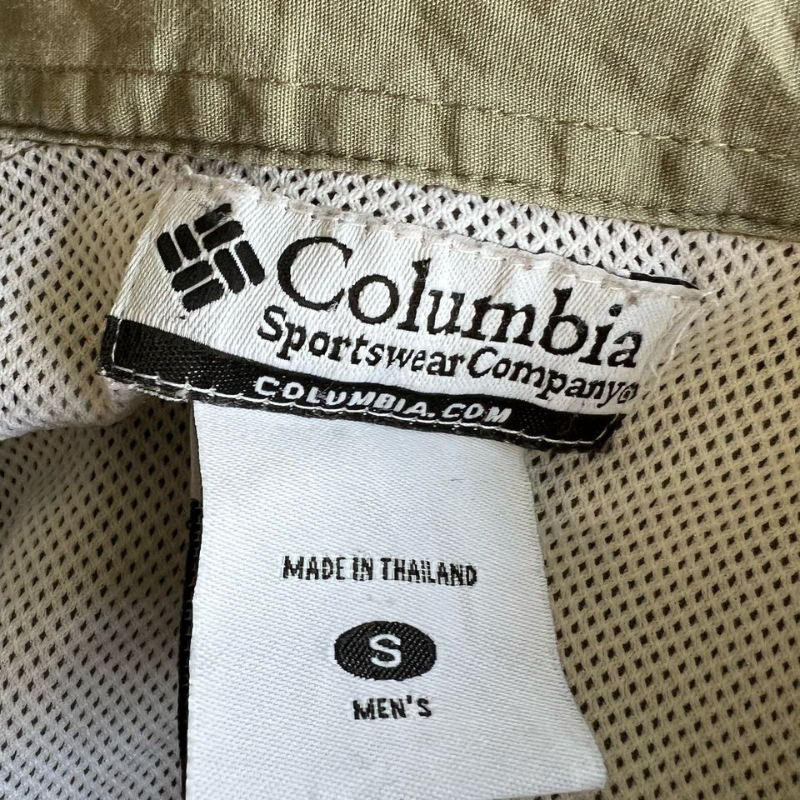 Columbia
Sportswear Company®
COLUMBIA.COM
MADE IN THAILAND
S
MEN'S